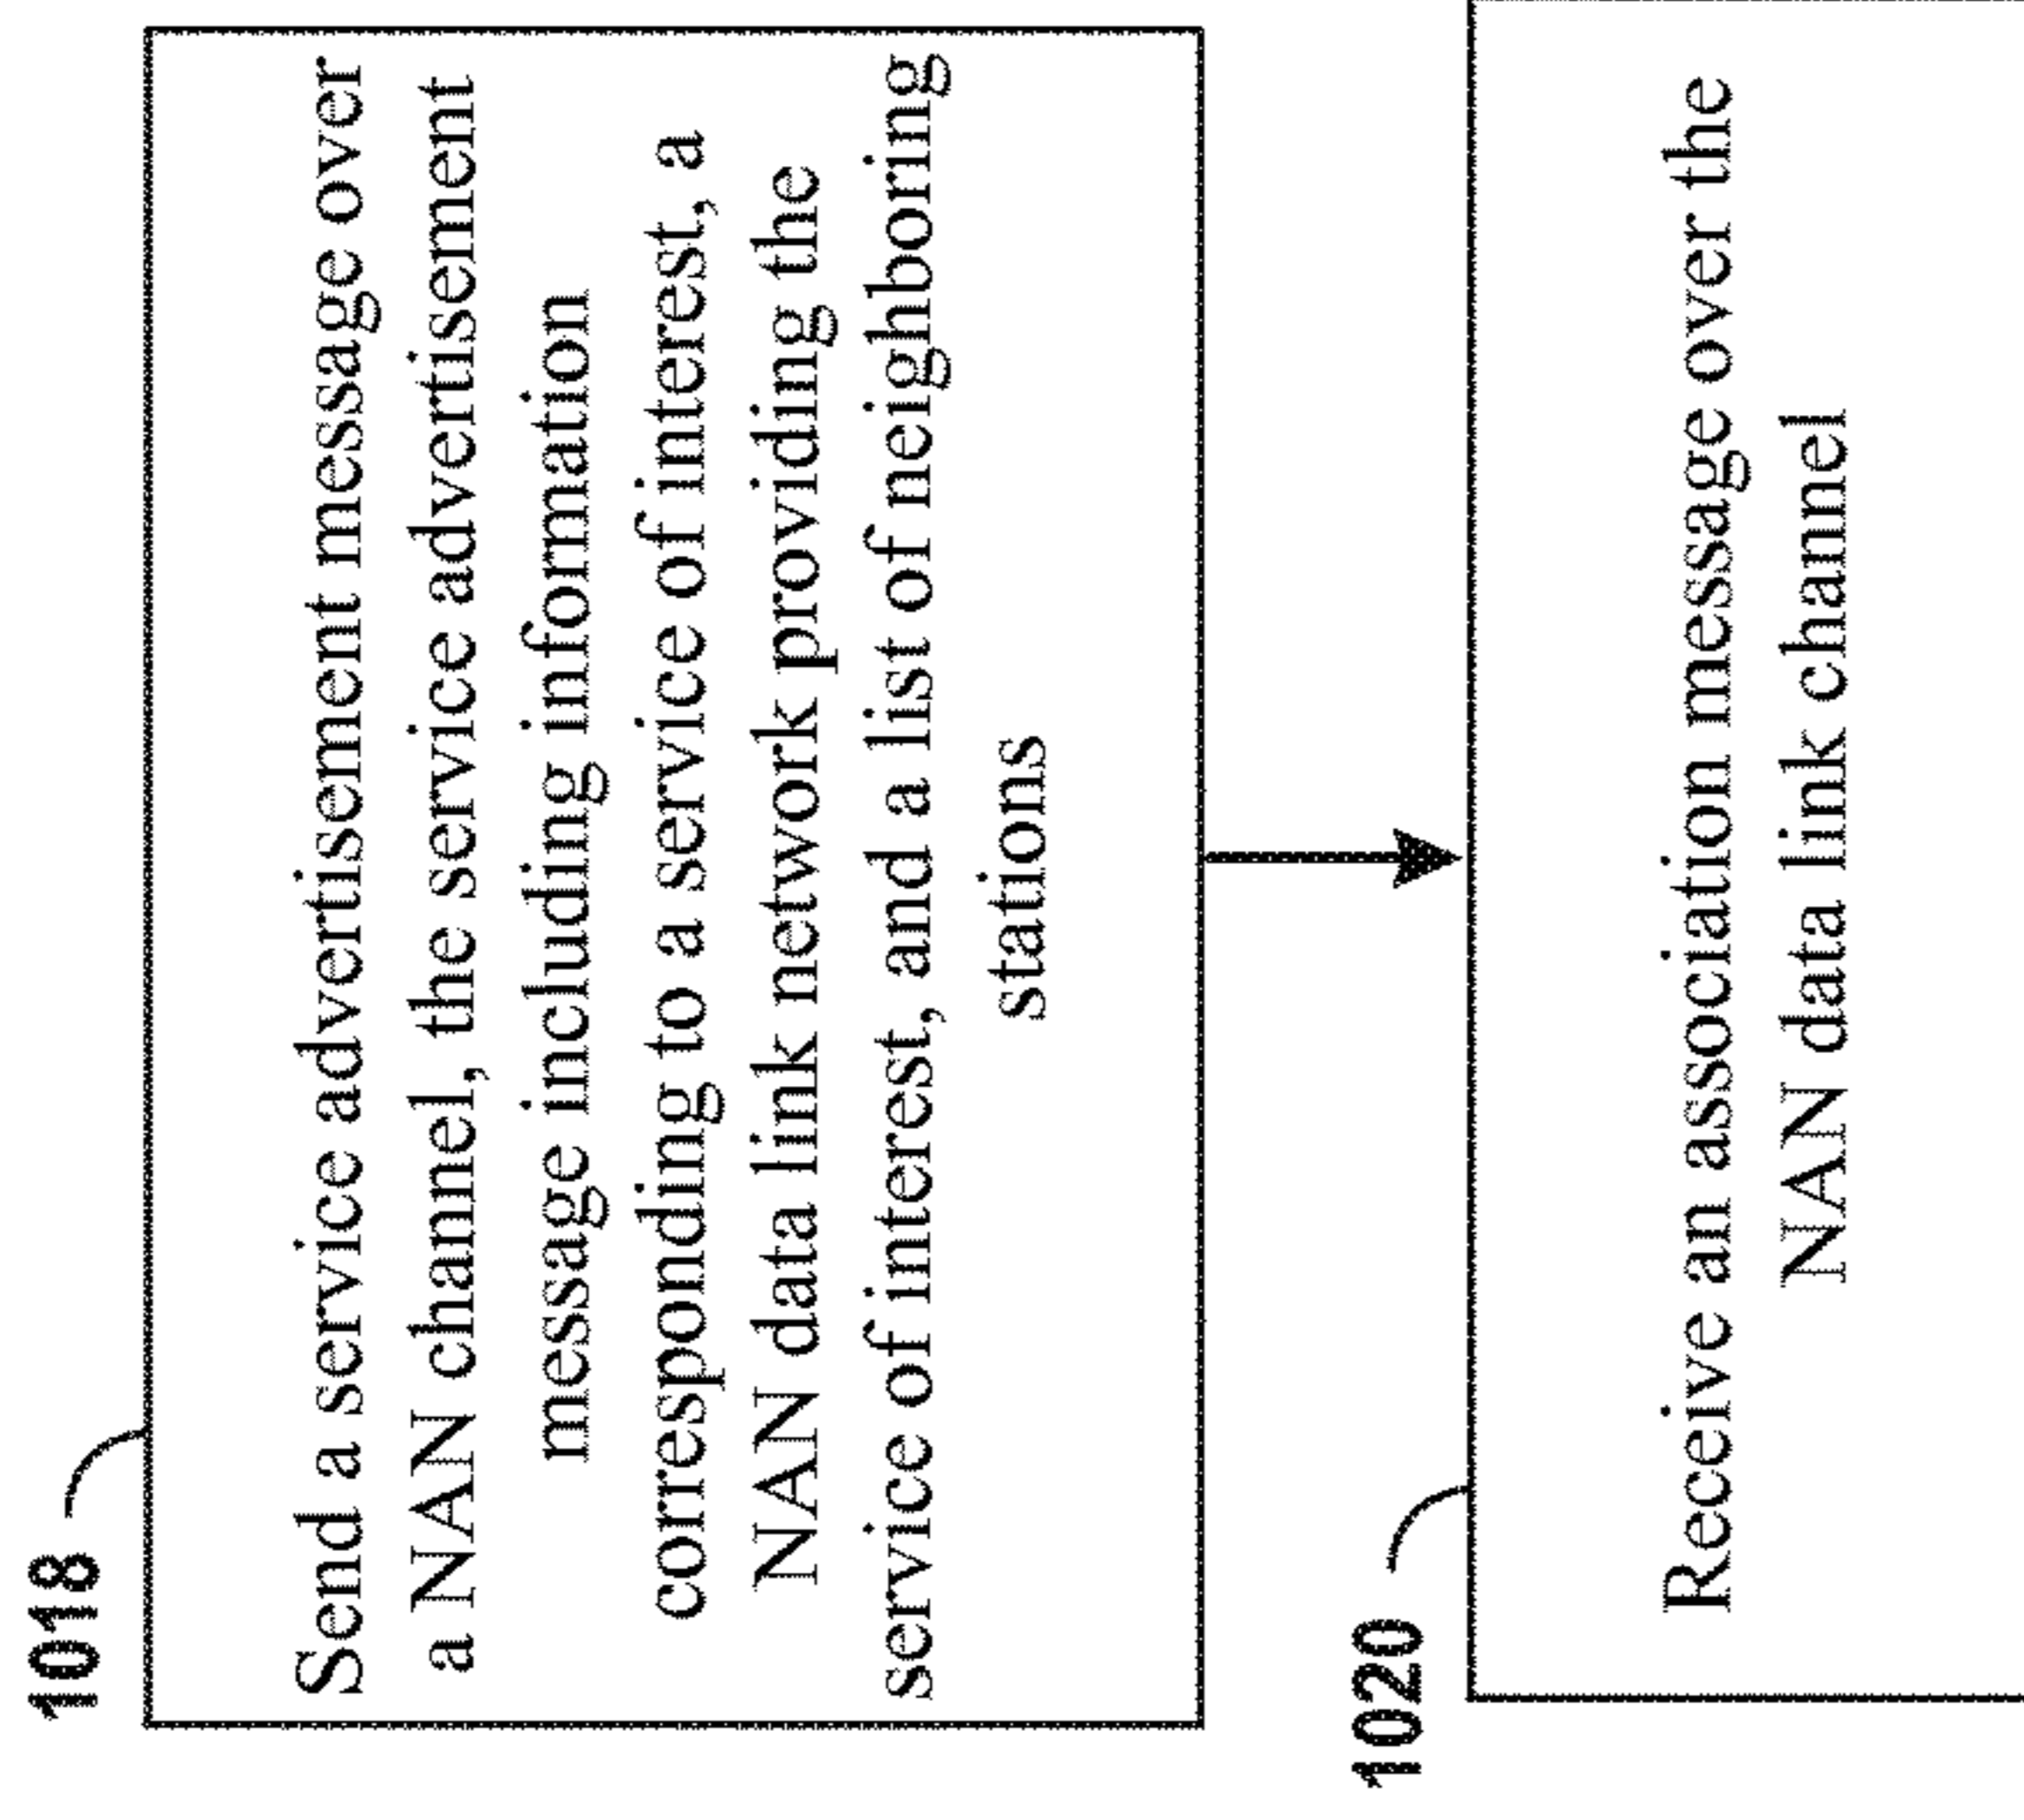 1018
Send a service advertisement message over
a NAN channel, the service advertisement
message including information
corresponding to a service of interest, a
NAN data link network providing the
service of interest, and a list of neighboring
stations
1020
Receive an association message over the
NAN data link channel